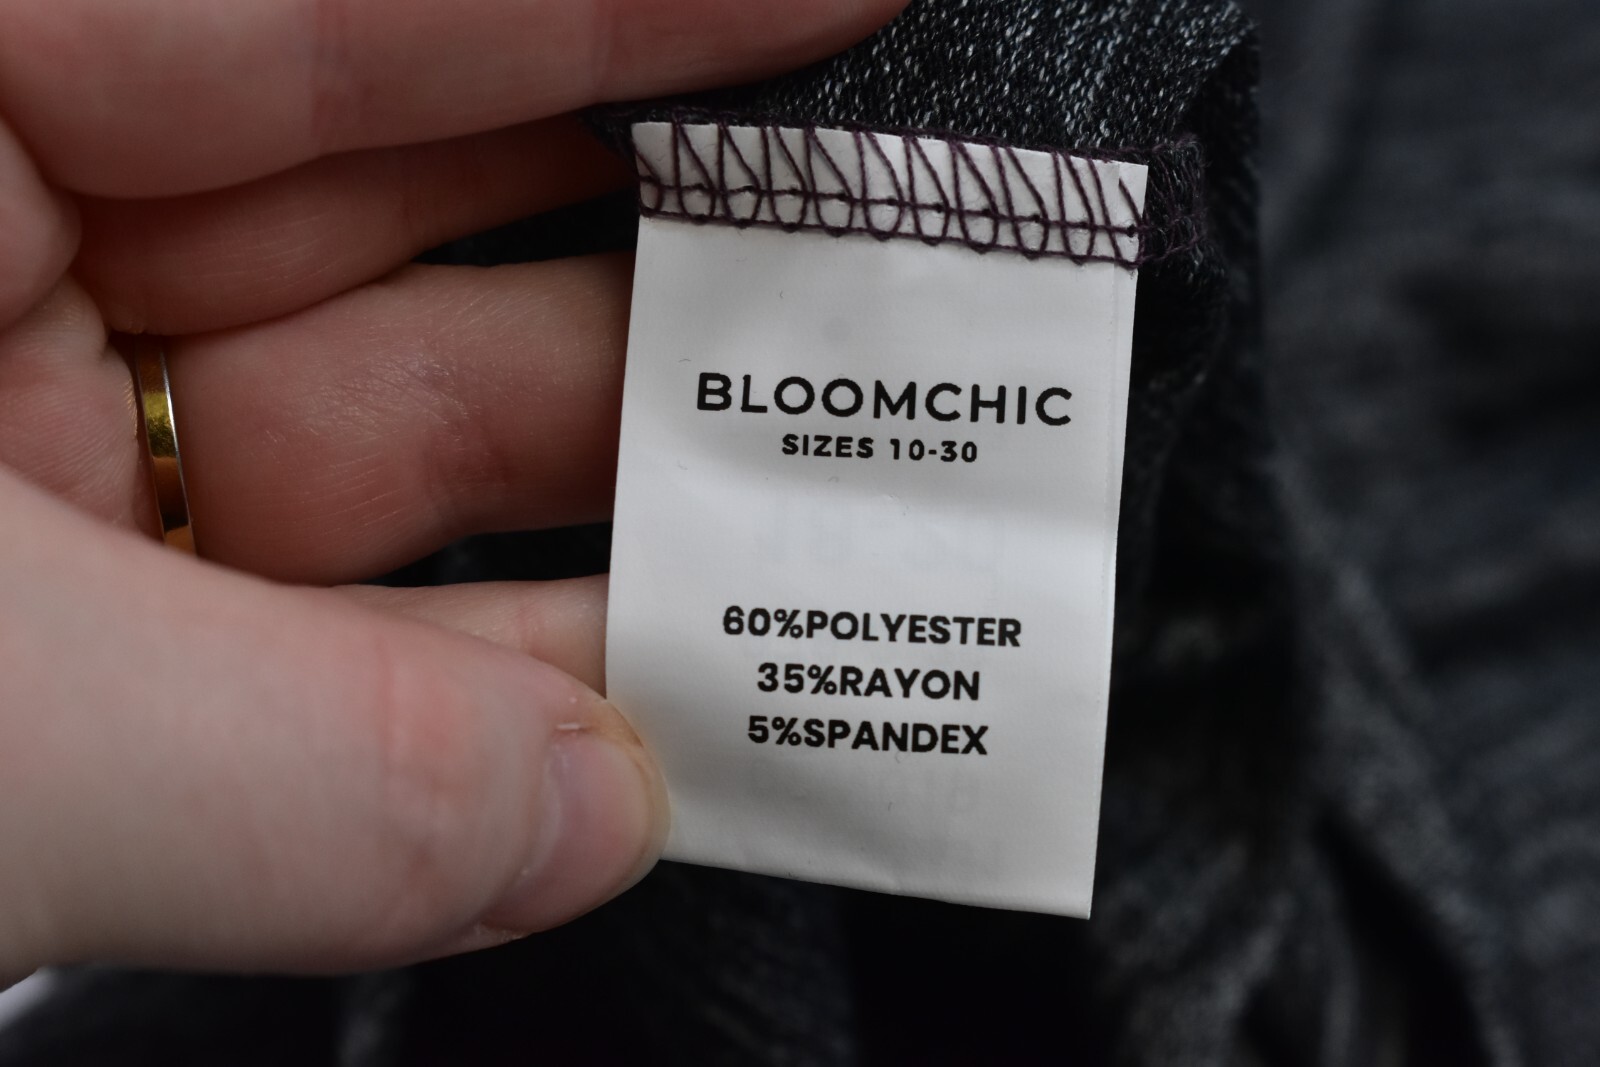 BLOOMCHIC
SIZES 10-30
60%POLYESTER
35%RAYON
5%SPANDEX